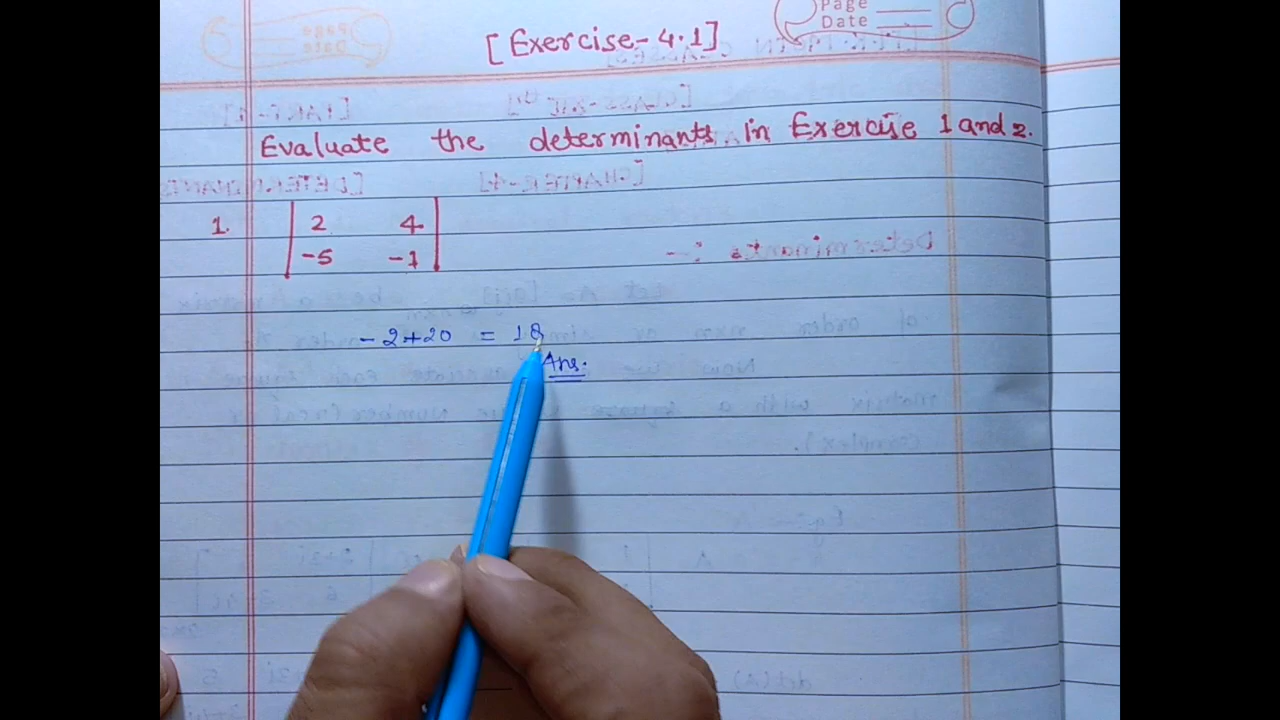 Page
Date
[Exercise-4.1]
Evaluate the determinants in Exercise 1 and 2.
1. | 2 4 |
| -5 -1 |
-2+20 = 18
Ans.